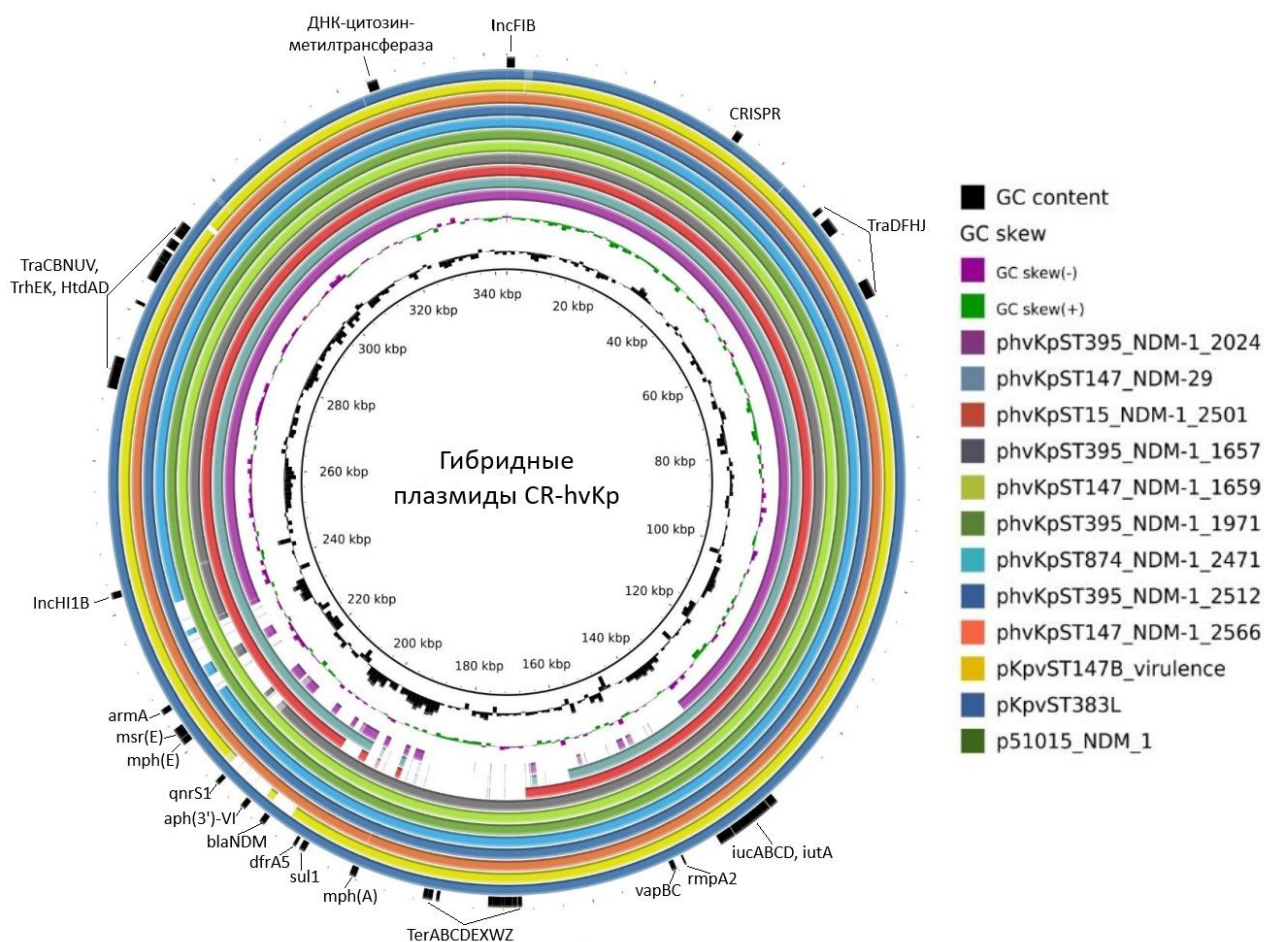 ДНК-цитозин-
метилтрансфераза
IncFIB
CRISPR
TraDFHJ
TraCBNUV,
TrhEK, HtdAD
IncHI1B
armA
msr(E)
mph(E)
qnrS1
aph(3')-VI
blaNDM
dfrA5
sul1
mph(A)
TerABCDEXWZ
vapBC
rmpA2
iucABCD, iutA
340 kbp
20 kbp
40 kbp
60 kbp
80 kbp
100 kbp
120 kbp
140 kbp
160 kbp
180 kbp
200 kbp
220 kbp
240 kbp
260 kbp
280 kbp
300 kbp
320 kbp
Гибридные
плазмиды CR-hvKp
GC content
GC skew
GC skew(-)
GC skew(+)
phvKpST395_NDM-1_2024
phvKpST147_NDM-29
phvKpST15_NDM-1_2501
phvKpST395_NDM-1_1657
phvKpST147_NDM-1_1659
phvKpST395_NDM-1_1971
phvKpST874_NDM-1_2471
phvKpST395_NDM-1_2512
phvKpST147_NDM-1_2566
pKpvST147B_virulence
pKpvST383L
p51015_NDM_1